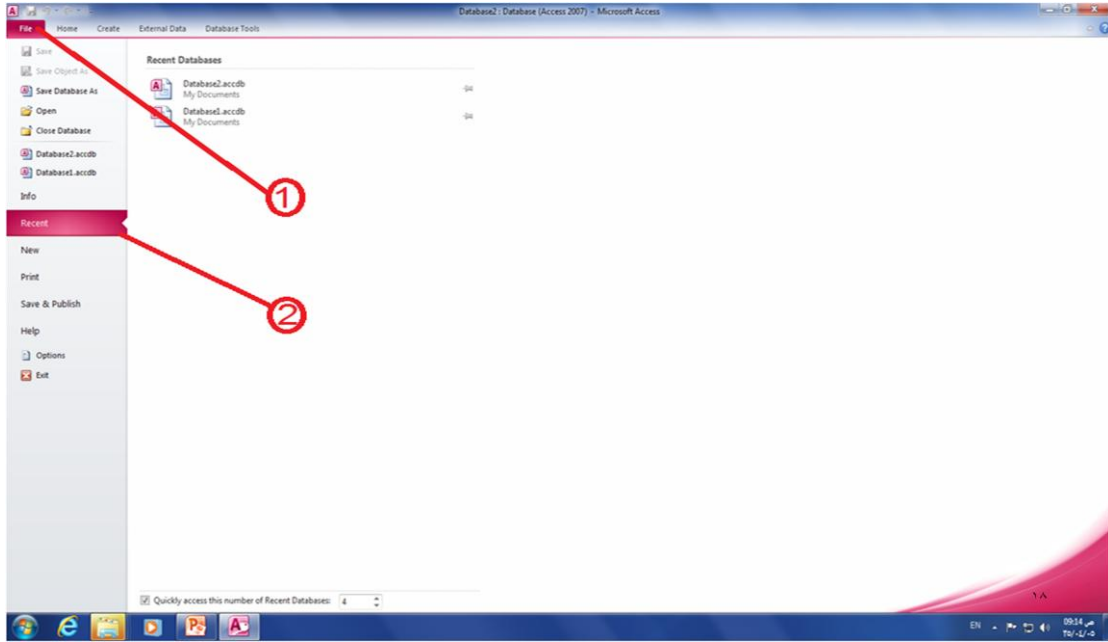 Database2 : Database (Access 2007) - Microsoft Access
File Home Create External Data Database Tools
Save
Save Object As
Save Database As
Open
Close Database
Database2.accdb
Database1.accdb
Info
Recent
New
Print
Save & Publish
Help
Options
Exit
Recent Databases
Database2.accdb
My Documents
Database1.accdb
My Documents
1
2
Quickly access this number of Recent Databases: 4
١٨
EN
09:14 ص